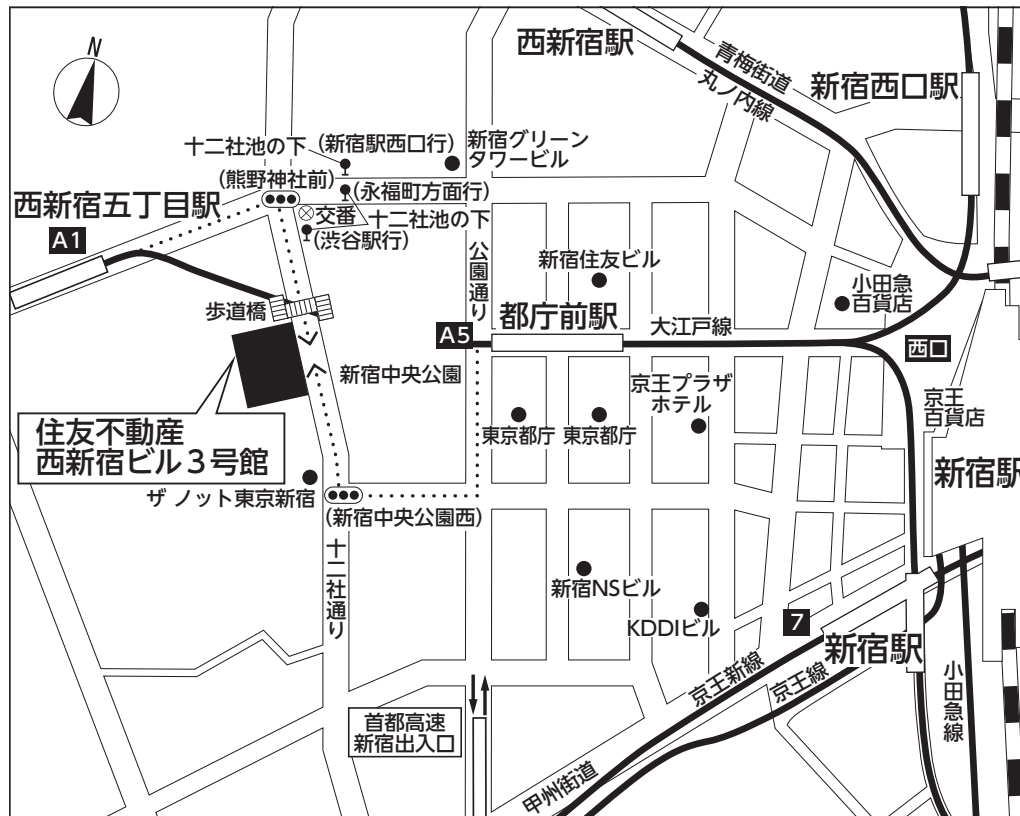 N
西新宿駅
青梅街道
丸ノ内線
新宿西口駅
十二社池の下
(新宿駅西口行)
新宿グリーン
タワービル
(熊野神社前)
(永福町方面行)
西新宿五丁目駅
交番
十二社池の下
(渋谷駅行)
A1
公園通り
新宿住友ビル
小田急
百貨店
歩道橋
都庁前駅
大江戸線
A5
西口
新宿中央公園
京王プラザ
ホテル
京王
百貨店
東京都庁
東京都庁
住友不動産
西新宿ビル3号館
新宿駅
ザ ノット東京新宿
(新宿中央公園西)
十二社通り
新宿NSビル
KDDIビル
7
新宿駅
京王新線
京王線
小田急線
首都高速
新宿出入口
甲州街道